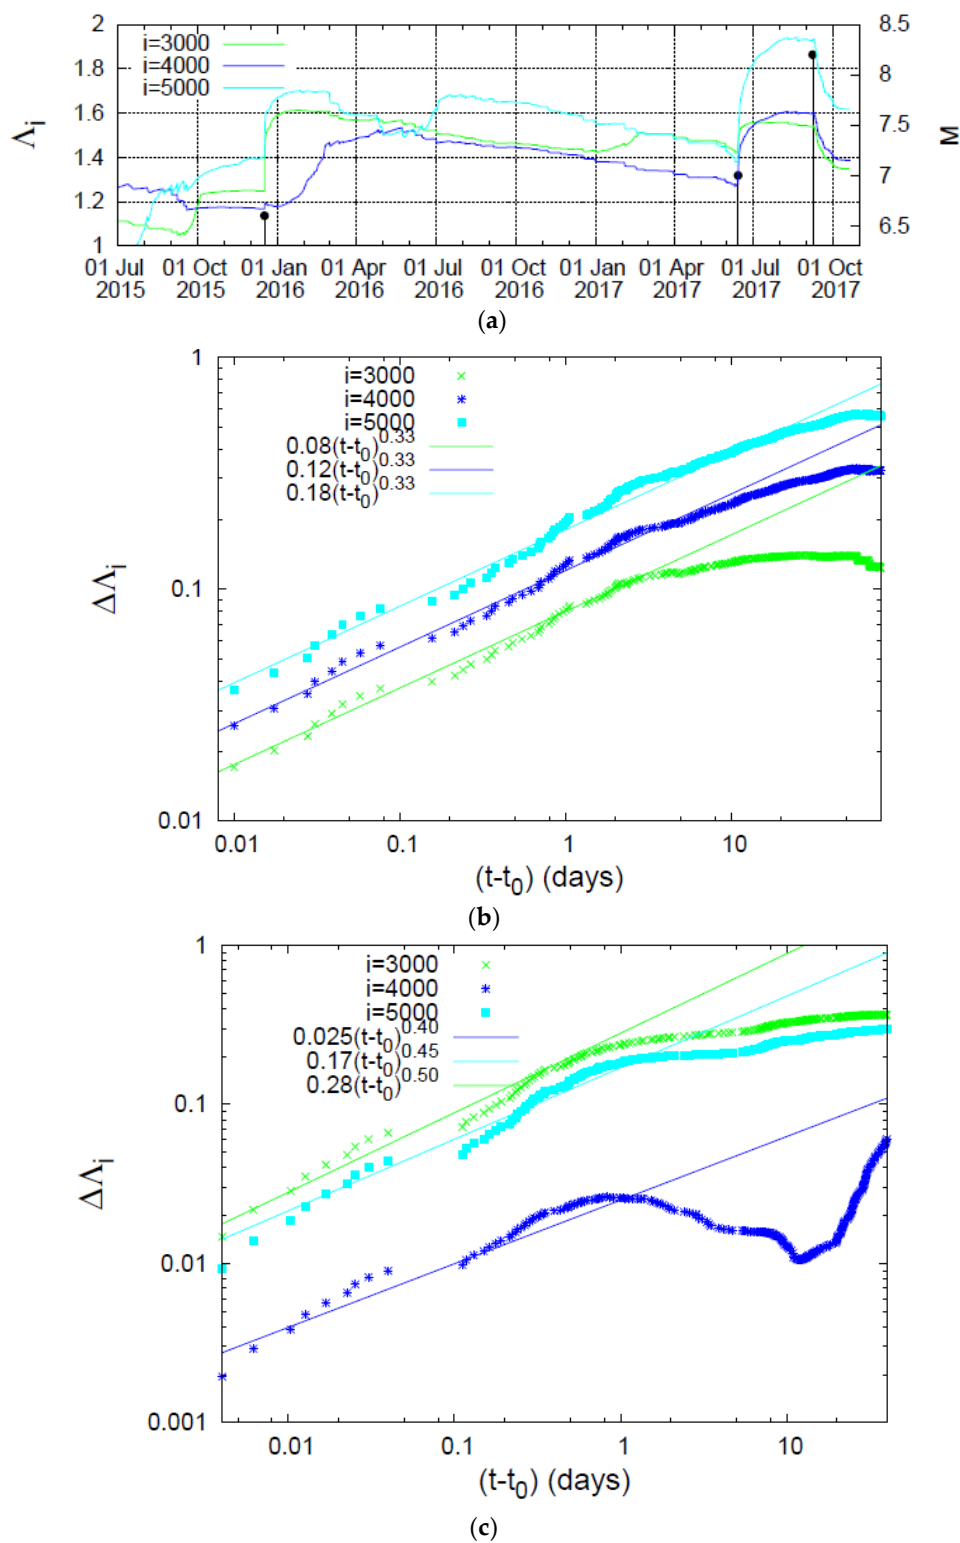 2
1.8
1.6
1.4
1.2
1
Λi
i=3000
i=4000
i=5000
8.5
8
7.5
7
6.5
M
01 Jul 01 Oct 01 Jan 01 Apr 01 Jul 01 Oct 01 Jan 01 Apr 01 Jul 01 Oct
2015 2015 2016 2016 2016 2016 2017 2017 2017 2017
(a)
1
0.1
0.01
ΔΛi
i=3000
i=4000
i=5000
0.08(t-t0)^0.33
0.12(t-t0)^0.33
0.18(t-t0)^0.33
0.01 0.1 1 10
(t-t0) (days)
(b)
1
0.1
0.01
0.001
ΔΛi
i=3000
i=4000
i=5000
0.025(t-t0)^0.40
0.17(t-t0)^0.45
0.28(t-t0)^0.50
0.01 0.1 1 10
(t-t0) (days)
(c)